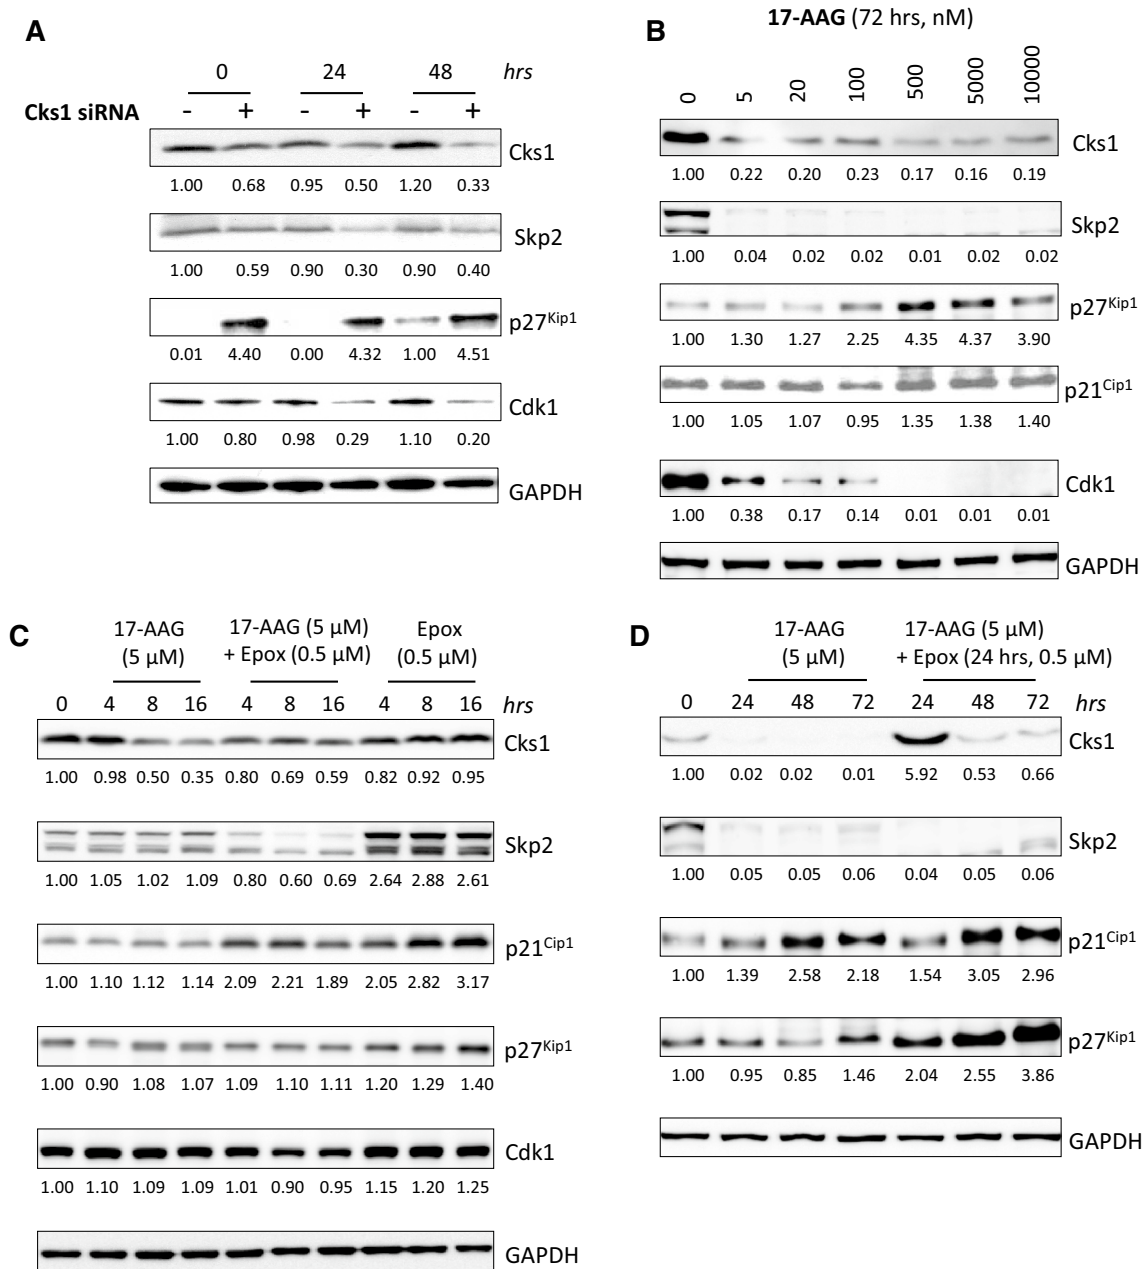 A
0 24 48 hrs
Cks1 siRNA - + - + - +
Cks1
1.00 0.68 0.95 0.50 1.20 0.33
Skp2
1.00 0.59 0.90 0.30 0.90 0.40
p27Kip1
0.01 4.40 0.00 4.32 1.00 4.51
Cdk1
1.00 0.80 0.98 0.29 1.10 0.20
GAPDH
B
17-AAG (72 hrs, nM)
0 5 20 100 500 5000 10000
Cks1
1.00 0.22 0.20 0.23 0.17 0.16 0.19
Skp2
1.00 0.04 0.02 0.02 0.01 0.02 0.02
p27Kip1
1.00 1.30 1.27 2.25 4.35 4.37 3.90
p21Cip1
1.00 1.05 1.07 0.95 1.35 1.38 1.40
Cdk1
1.00 0.38 0.17 0.14 0.01 0.01 0.01
GAPDH
C
17-AAG (5 μM)
17-AAG (5 μM) + Epox (0.5 μM)
Epox (0.5 μM)
0 4 8 16 4 8 16 4 8 16 hrs
Cks1
1.00 0.98 0.50 0.35 0.80 0.69 0.59 0.82 0.92 0.95
Skp2
1.00 1.05 1.02 1.09 0.80 0.60 0.69 2.64 2.88 2.61
p21Cip1
1.00 1.10 1.12 1.14 2.09 2.21 1.89 2.05 2.82 3.17
p27Kip1
1.00 0.90 1.08 1.07 1.09 1.10 1.11 1.20 1.29 1.40
Cdk1
1.00 1.10 1.09 1.09 1.01 0.90 0.95 1.15 1.20 1.25
GAPDH
D
17-AAG (5 μM)
17-AAG (5 μM) + Epox (24 hrs, 0.5 μM)
0 24 48 72 24 48 72 hrs
Cks1
1.00 0.02 0.02 0.01 5.92 0.53 0.66
Skp2
1.00 0.05 0.05 0.06 0.04 0.05 0.06
p21Cip1
1.00 1.39 2.58 2.18 1.54 3.05 2.96
p27Kip1
1.00 0.95 0.85 1.46 2.04 2.55 3.86
GAPDH